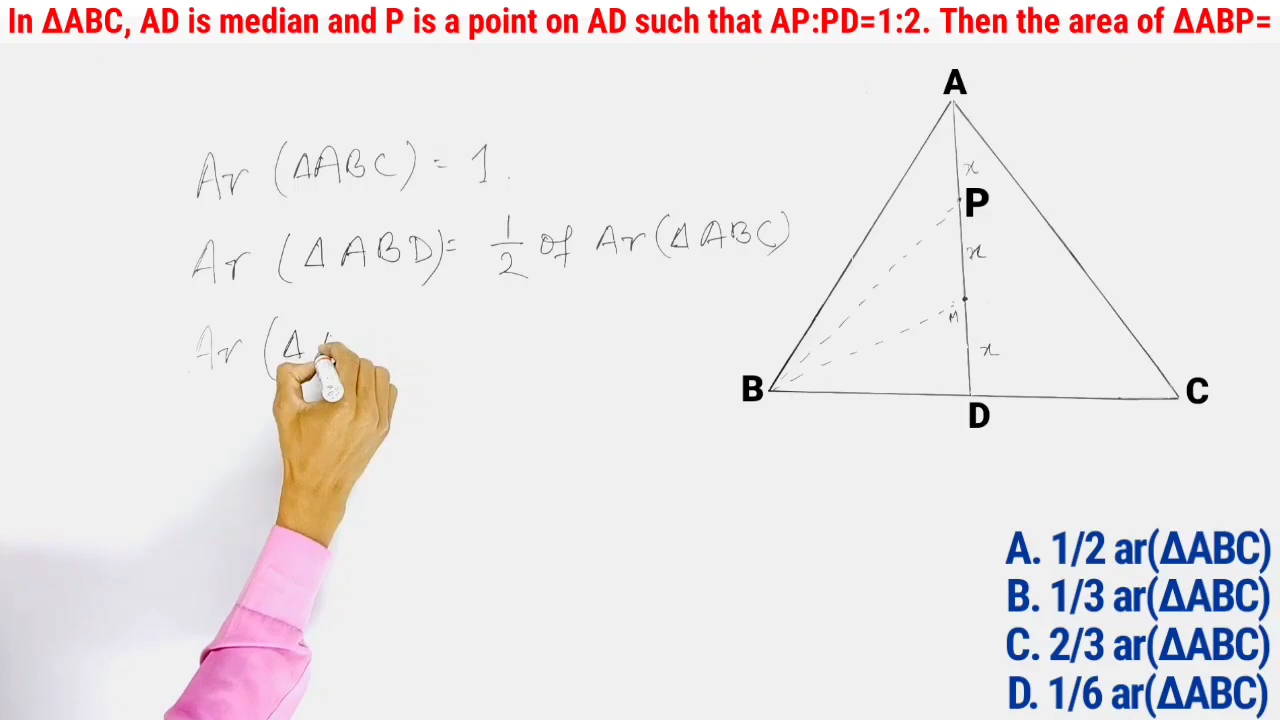 In ΔABC, AD is median and P is a point on AD such that AP:PD=1:2. Then the area of ΔABP=
Ar (ΔABC) = 1.
Ar (ΔABD) = 1/2 of Ar (ΔABC)
Ar (Δ
A
x
P
x
M
x
B
D
C
A. 1/2 ar(ΔABC)
B. 1/3 ar(ΔABC)
C. 2/3 ar(ΔABC)
D. 1/6 ar(ΔABC)